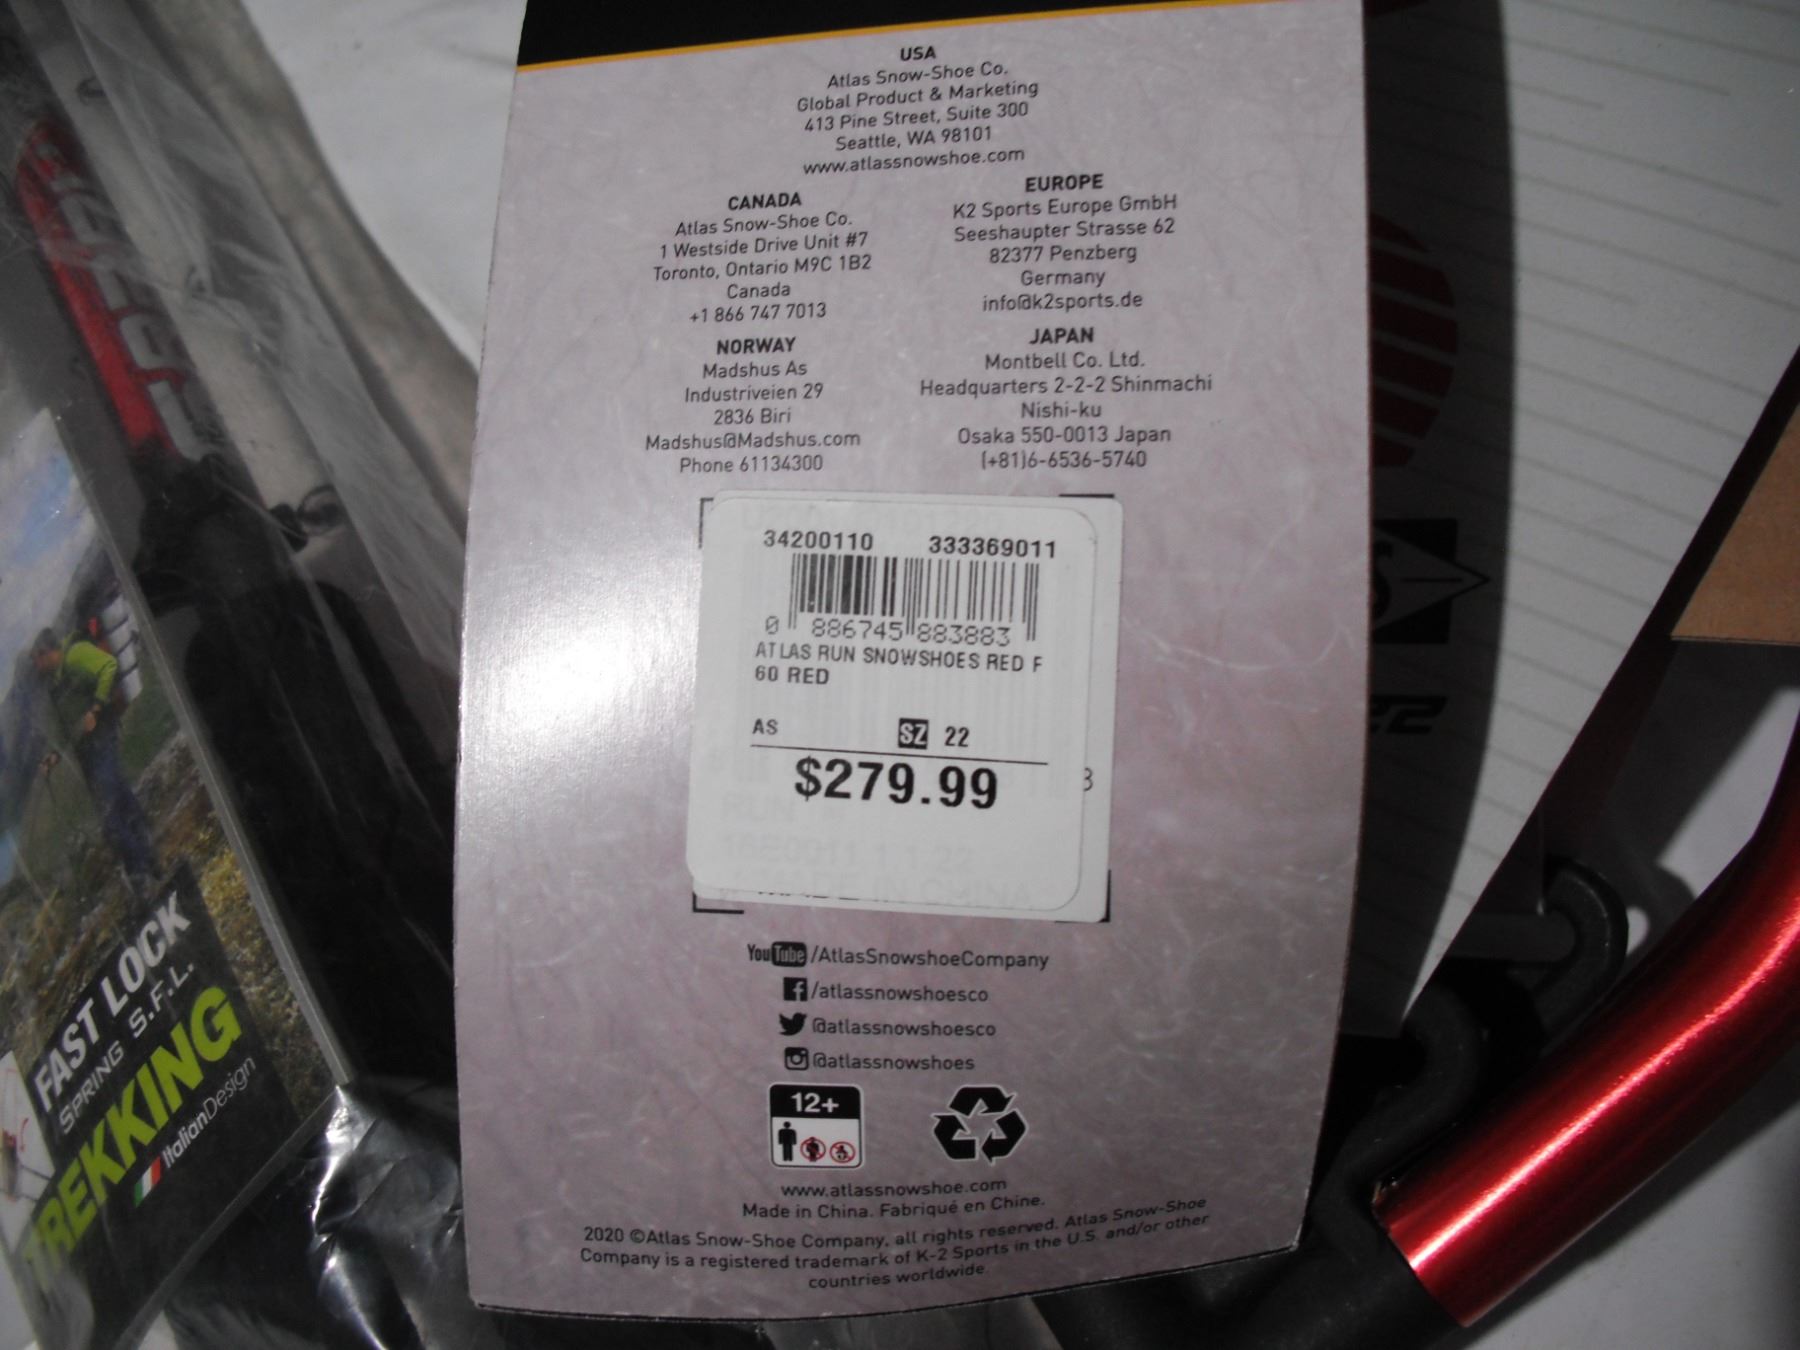 USA
Atlas Snow-Shoe Co.
Global Product & Marketing
413 Pine Street, Suite 300
Seattle, WA 98101
www.atlassnowshoe.com
CANADA
Atlas Snow-Shoe Co.
1 Westside Drive Unit #7
Toronto, Ontario M9C 1B2
Canada
+1 866 747 7013
EUROPE
K2 Sports Europe GmbH
Seeshaupter Strasse 62
82377 Penzberg
Germany
info@k2sports.de
NORWAY
Madshus As
Industriveien 29
2836 Biri
Madshus@Madshus.com
Phone 61134300
JAPAN
Montbell Co. Ltd.
Headquarters 2-2-2 Shinmachi
Nishi-ku
Osaka 550-0013 Japan
(+81)6-6536-5740
34200110 333369011
0 886745 883883
ATLAS RUN SNOWSHOES RED F
60 RED
AS SZ 22
$279.99
RUN
MADE IN CHINA
YouTube /AtlasSnowshoeCompany
f /atlassnowshoesco
@atlassnowshoesco
@atlassnowshoes
12+
www.atlassnowshoe.com
Made in China. Fabriqué en Chine.
2020 ©Atlas Snow-Shoe Company, all rights reserved. Atlas Snow-Shoe
Company is a registered trademark of K-2 Sports in the U.S. and/or other
countries worldwide.
FAST LOCK
SPRING S.F.L.
TREKKING
ItalianDesign